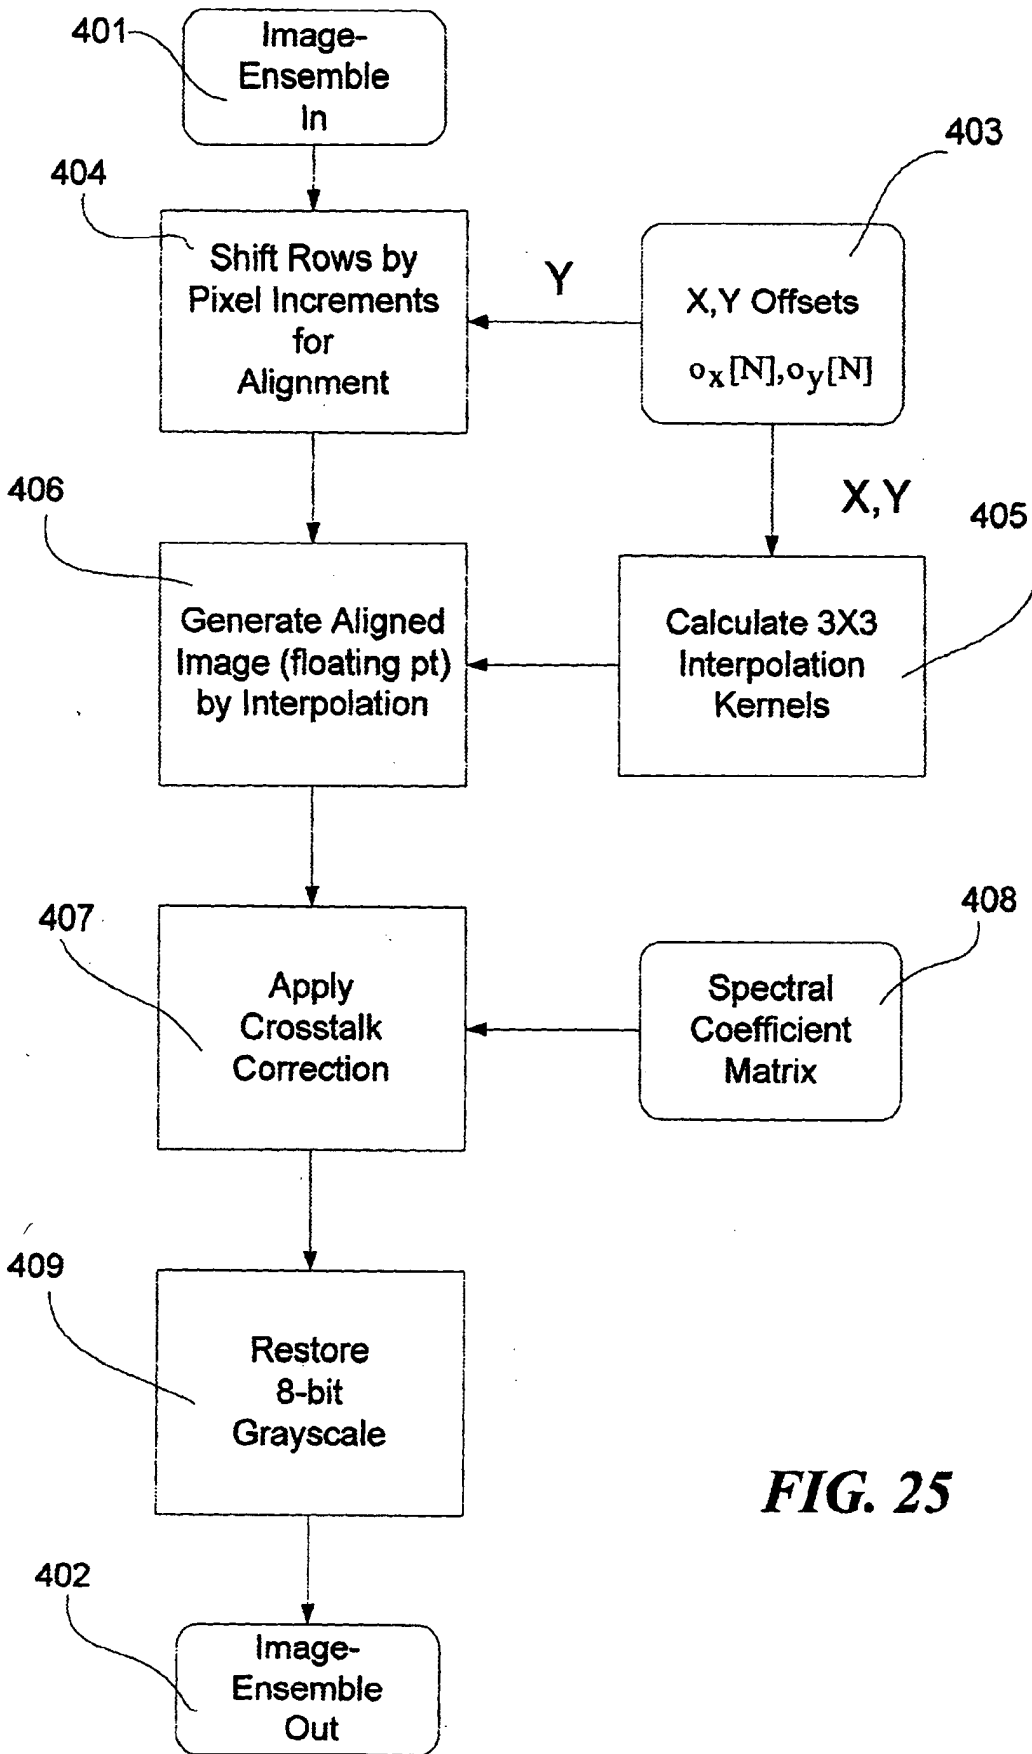 401
Image-
Ensemble
In
403
404
Shift Rows by
Pixel Increments
for
Alignment
Y
X,Y Offsets
ox[N],oy[N]
406
X,Y
405
Generate Aligned
Image (floating pt)
by Interpolation
Calculate 3X3
Interpolation
Kernels
407
408
Apply
Crosstalk
Correction
Spectral
Coefficient
Matrix
409
Restore
8-bit
Grayscale
FIG. 25
402
Image-
Ensemble
Out